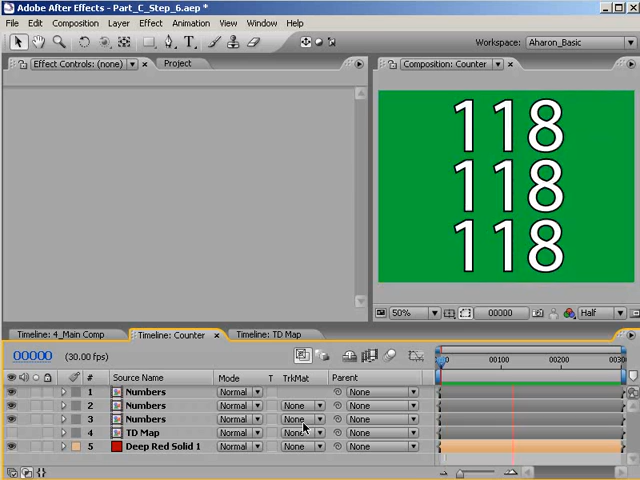 Adobe After Effects - Part_C_Step_6.aep *
File Edit Composition Layer Effect Animation View Window Help
Workspace: Aharon_Basic
Effect Controls: (none) Project
Composition: Counter
118
118
118
50% 00000 Half
Timeline: 4_Main Comp Timeline: Counter Timeline: TD Map
00000 (30.00 fps)
00100 00200 0030
# Source Name Mode T TrkMat Parent
1 Numbers Normal None
2 Numbers Normal None None
3 Numbers Normal None None
4 TD Map Normal None None
5 Deep Red Solid 1 Normal None None